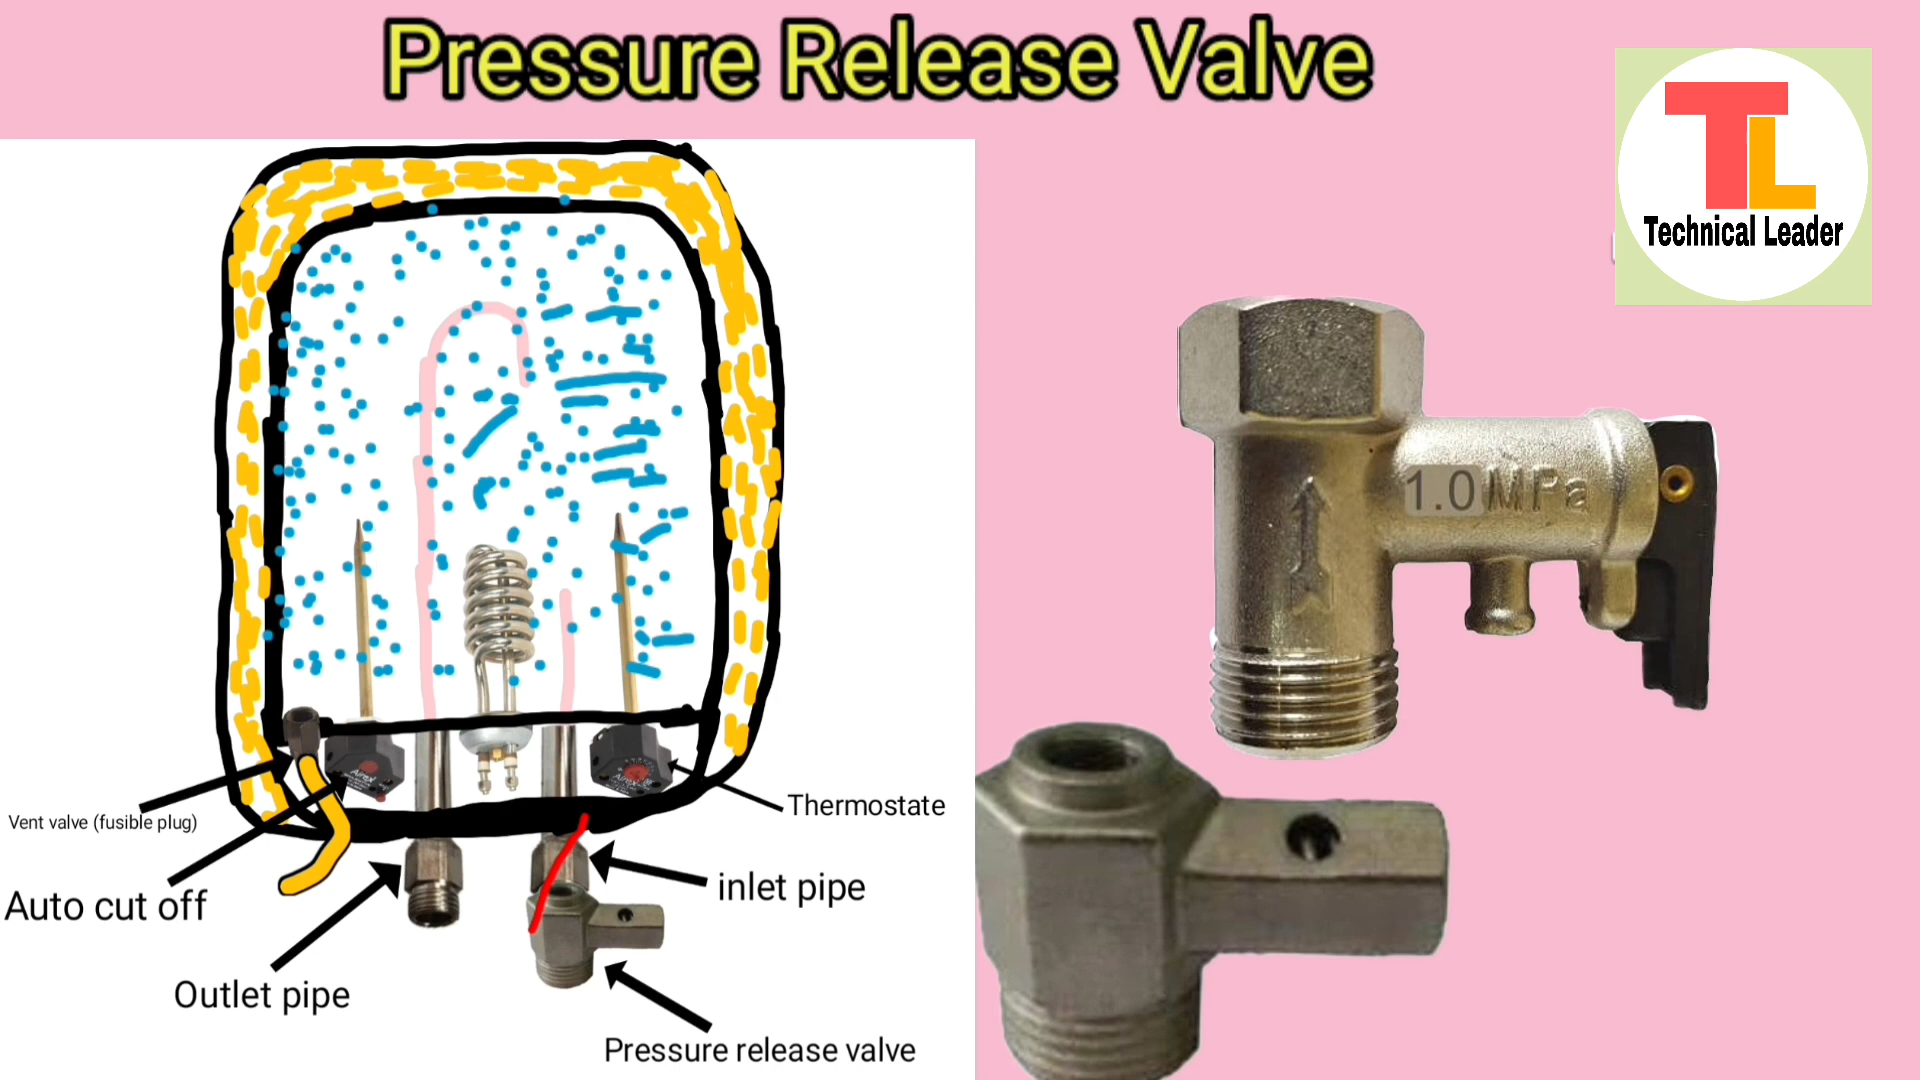 Pressure Release Valve
TL
Technical Leader
1.0 MPa
Thermostate
Vent valve (fusible plug)
inlet pipe
Auto cut off
Outlet pipe
Pressure release valve